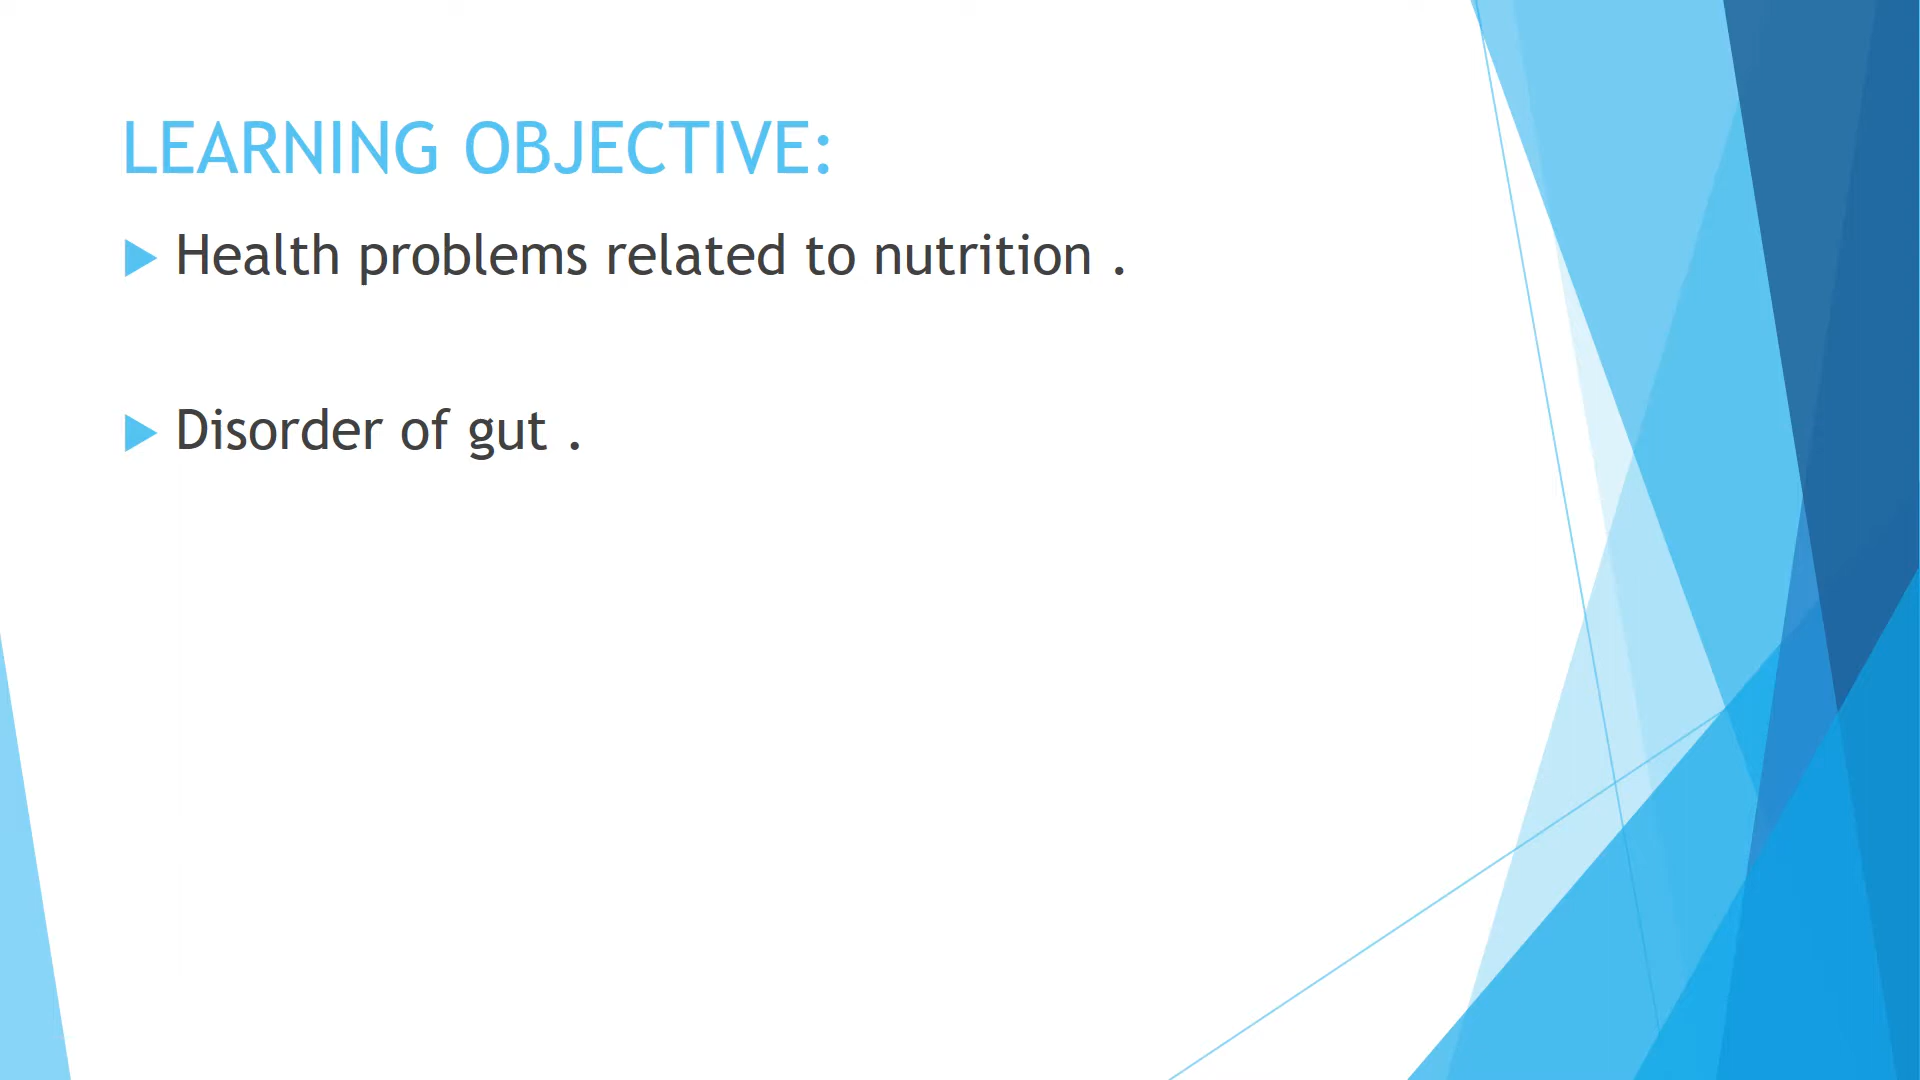 LEARNING OBJECTIVE:
Health problems related to nutrition .
Disorder of gut .